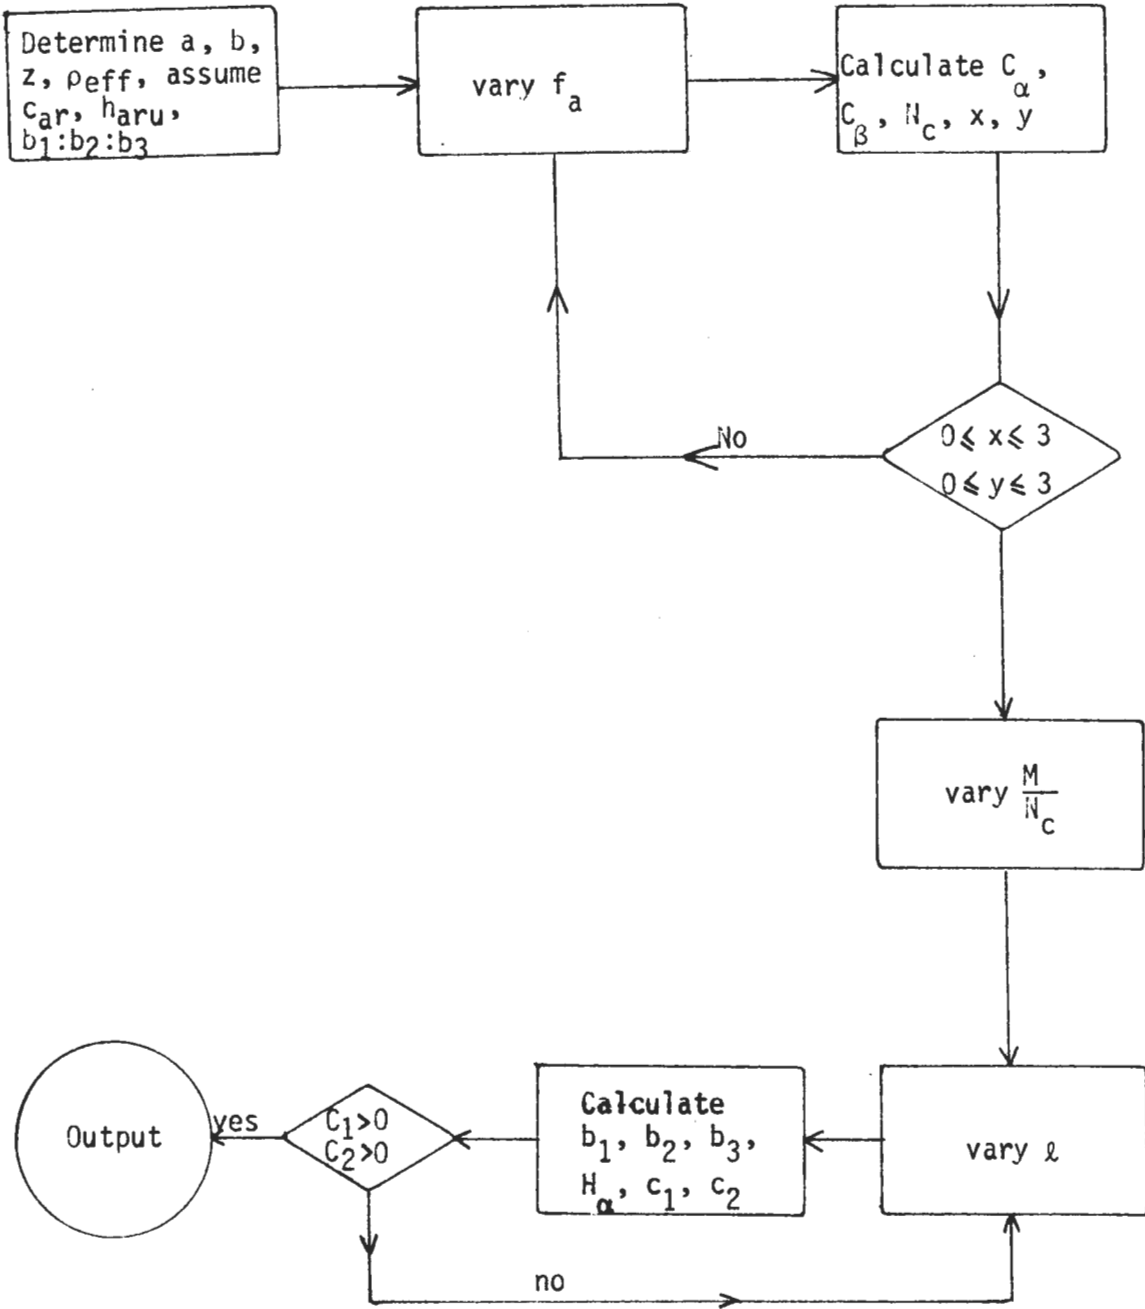 Determine a, b,
z, ρeff, assume
car, haru,
b1:b2:b3
vary fa
Calculate Cα,
Cβ, Nc, x, y
0⩽ x⩽ 3
0⩽ y⩽ 3
No
vary M/Nc
vary ℓ
Calculate
b1, b2, b3,
Hα, c1, c2
C1>0
C2>0
yes
Output
no